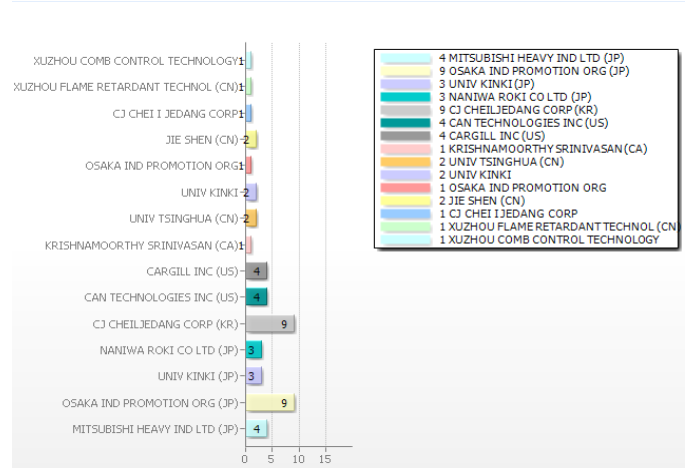 XUZHOU COMB CONTROL TECHNOLOGY 1
XUZHOU FLAME RETARDANT TECHNOL (CN) 1
CJ CHEI I JEDANG CORP 1
JIE SHEN (CN) 2
OSAKA IND PROMOTION ORG 1
UNIV KINKI 2
UNIV TSINGHUA (CN) 2
KRISHNAMOORTHY SRINIVASAN (CA) 1
CARGILL INC (US) 4
CAN TECHNOLOGIES INC (US) 4
CJ CHEILJEDANG CORP (KR) 9
NANIWA ROKI CO LTD (JP) 3
UNIV KINKI (JP) 3
OSAKA IND PROMOTION ORG (JP) 9
MITSUBISHI HEAVY IND LTD (JP) 4
0 5 10 15
4 MITSUBISHI HEAVY IND LTD (JP)
9 OSAKA IND PROMOTION ORG (JP)
3 UNIV KINKI (JP)
3 NANIWA ROKI CO LTD (JP)
9 CJ CHEILJEDANG CORP (KR)
4 CAN TECHNOLOGIES INC (US)
4 CARGILL INC (US)
1 KRISHNAMOORTHY SRINIVASAN (CA)
2 UNIV TSINGHUA (CN)
2 UNIV KINKI
1 OSAKA IND PROMOTION ORG
2 JIE SHEN (CN)
1 CJ CHEI I JEDANG CORP
1 XUZHOU FLAME RETARDANT TECHNOL (CN)
1 XUZHOU COMB CONTROL TECHNOLOGY